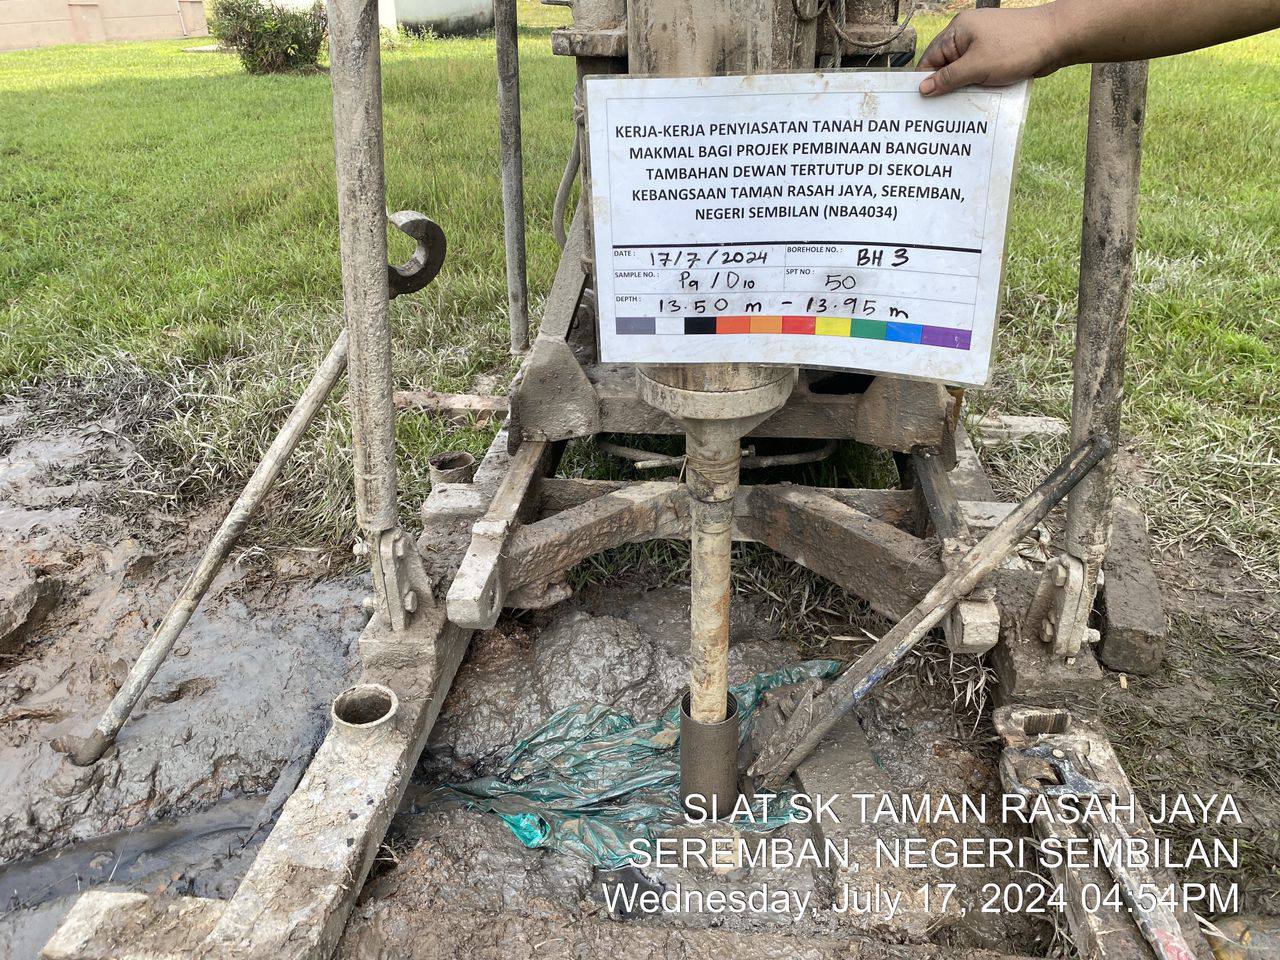 KERJA-KERJA PENYIASATAN TANAH DAN PENGUJIAN
MAKMAL BAGI PROJEK PEMBINAAN BANGUNAN
TAMBAHAN DEWAN TERTUTUP DI SEKOLAH
KEBANGSAAN TAMAN RASAH JAYA, SEREMBAN,
NEGERI SEMBILAN (NBA4034)
DATE : 17/7/2024 BOREHOLE NO. : BH 3
SAMPLE NO. : P9 / D10 SPT NO : 50
DEPTH : 13.50 m - 13.95 m
SI AT SK TAMAN RASAH JAYA
SEREMBAN, NEGERI SEMBILAN
Wednesday, July 17, 2024 04:54PM